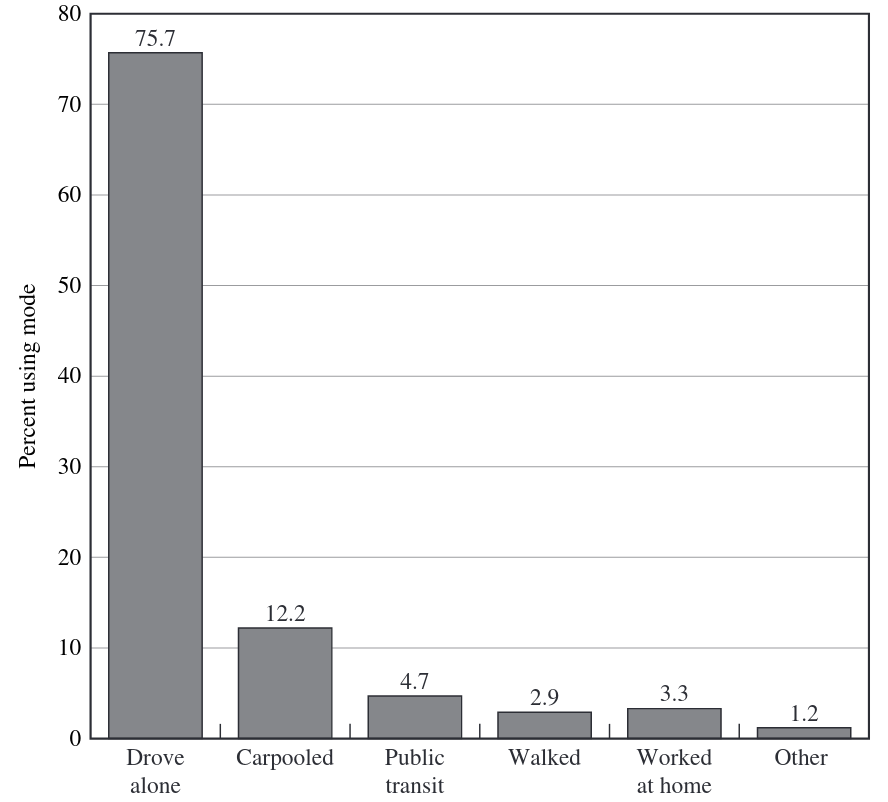 80
75.7
70
60
50
40
30
20
12.2
10
4.7
2.9
3.3
1.2
0
Percent using mode
Drove
alone
Carpooled
Public
transit
Walked
Worked
at home
Other